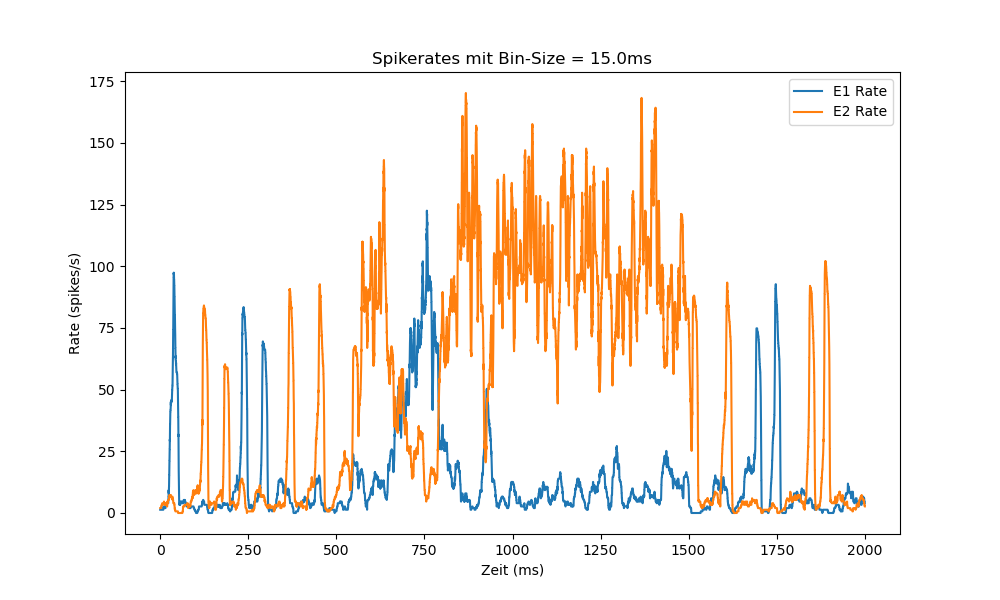 Spikerates mit Bin-Size = 15.0ms
E1 Rate
E2 Rate
Rate (spikes/s)
175
150
125
100
75
50
25
0
0 250 500 750 1000 1250 1500 1750 2000
Zeit (ms)